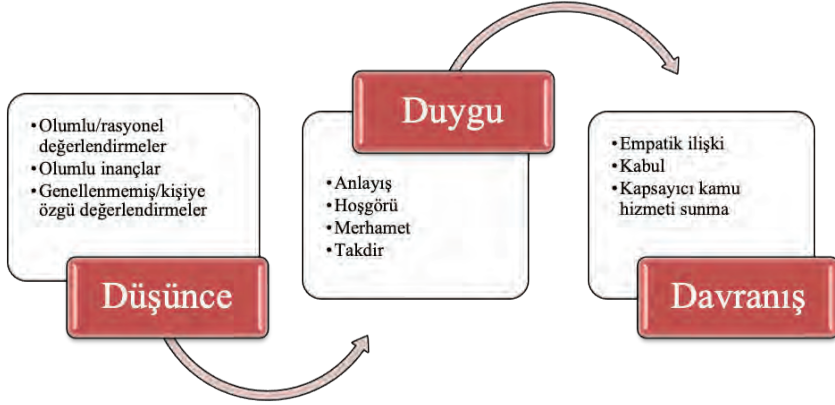 •Olumlu/rasyonel
değerlendirmeler
•Olumlu inançlar
•Genellenmemiş/kişiye
özgü değerlendirmeler
Düşünce
Duygu
•Anlayış
•Hoşgörü
•Merhamet
•Takdir
•Empatik ilişki
•Kabul
•Kapsayıcı kamu
hizmeti sunma
Davranış